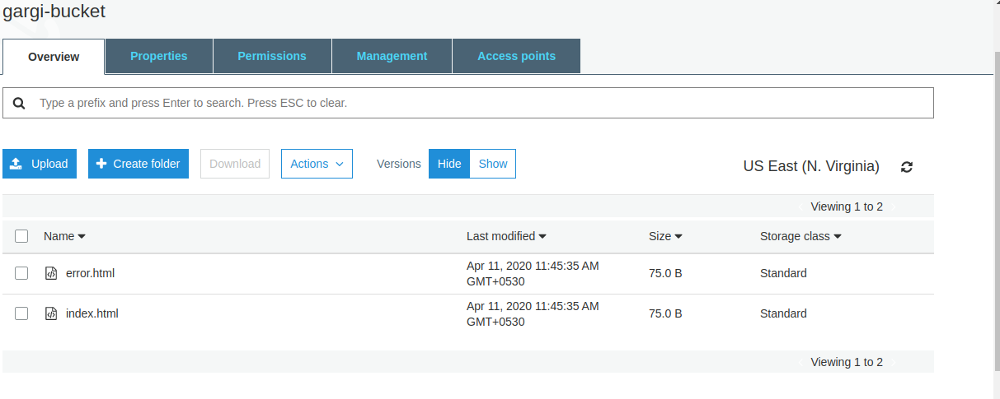 gargi-bucket
Overview Properties Permissions Management Access points
Type a prefix and press Enter to search. Press ESC to clear.
Upload Create folder Download Actions Versions Hide Show US East (N. Virginia)
Viewing 1 to 2
Name Last modified Size Storage class
error.html Apr 11, 2020 11:45:35 AM GMT+0530 75.0 B Standard
index.html Apr 11, 2020 11:45:35 AM GMT+0530 75.0 B Standard
Viewing 1 to 2